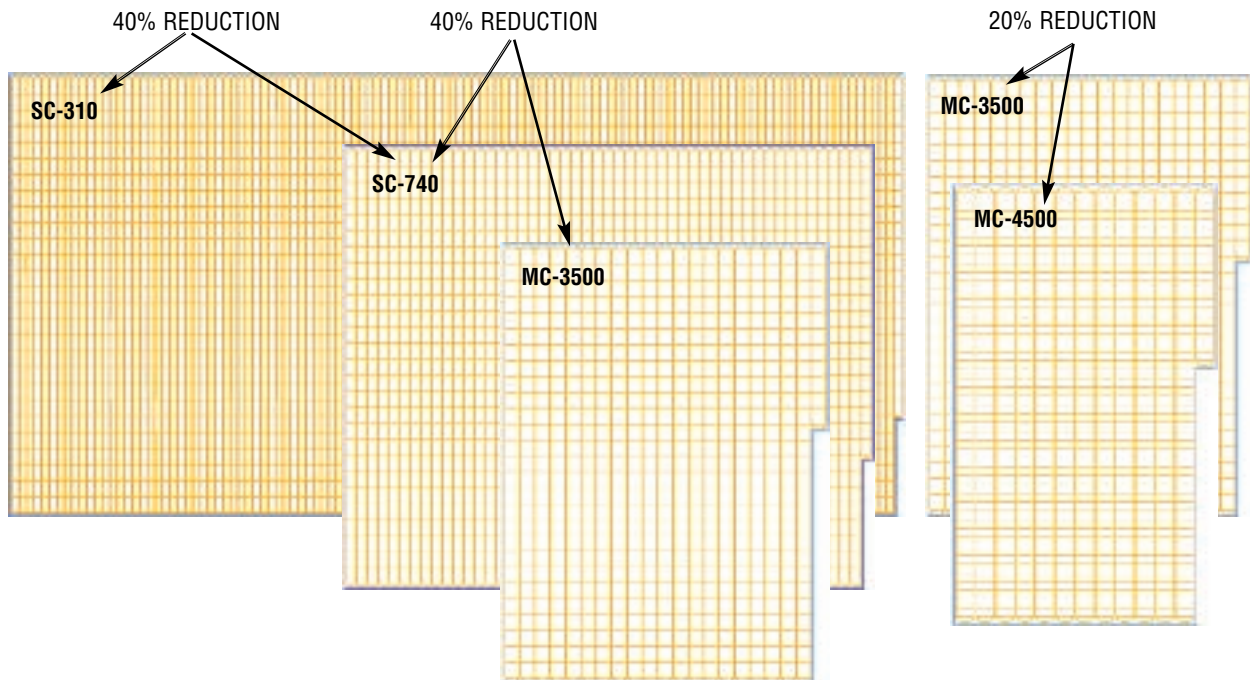 40% REDUCTION
40% REDUCTION
20% REDUCTION
SC-310
MC-3500
SC-740
MC-4500
MC-3500